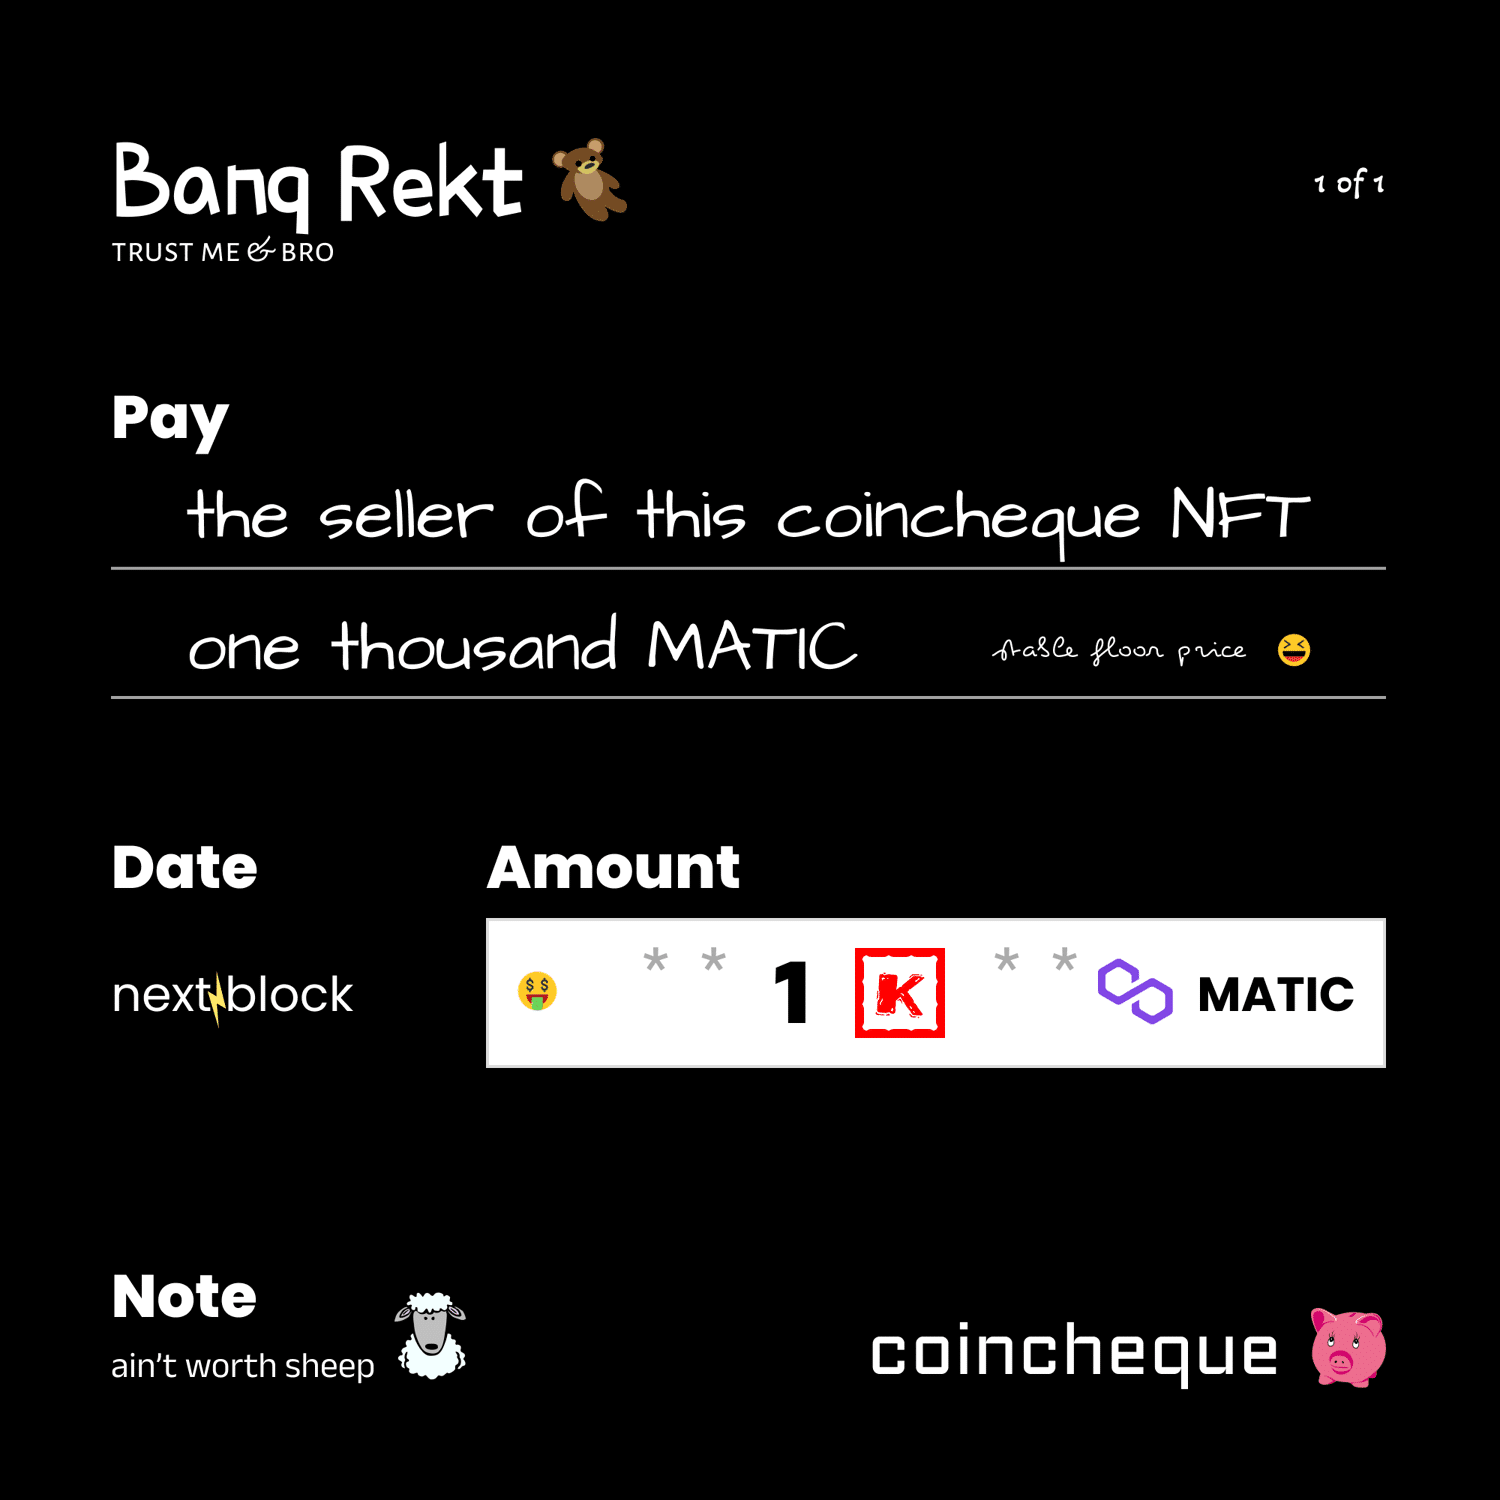 Banq Rekt
TRUST ME & BRO
1 of 1
Pay
the seller of this coincheque NFT
one thousand MATIC
stable floor price
Date
next block
Amount
* * 1 K * * MATIC
Note
ain't worth sheep
coincheque